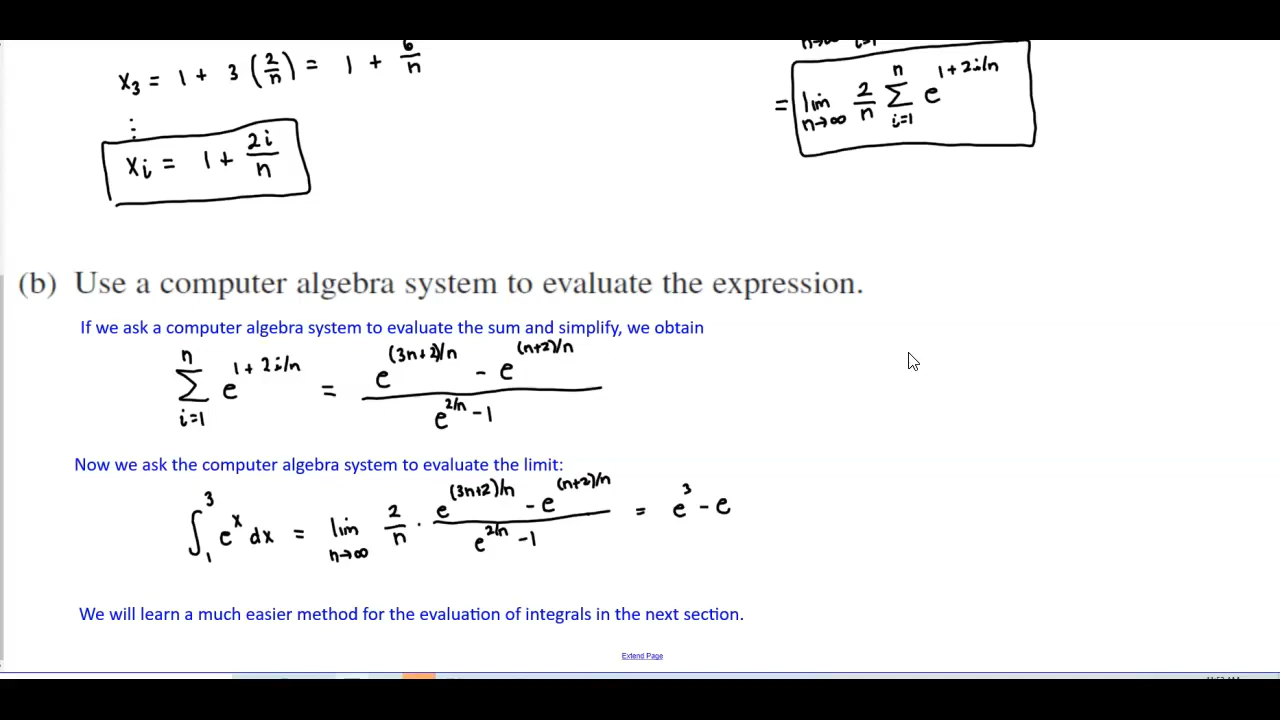 x₃ = 1 + 3 (2/n) = 1 + 6/n
⋮
xᵢ = 1 + 2i/n
n→∞ i=1
= lim n→∞ 2/n ∑ i=1 n e^(1+2i/n)
(b) Use a computer algebra system to evaluate the expression.
If we ask a computer algebra system to evaluate the sum and simplify, we obtain
∑ i=1 n e^(1+2i/n) = (e^((3n+2)/n) - e^((n+2)/n)) / (e^(2/n) - 1)
Now we ask the computer algebra system to evaluate the limit:
∫₁³ e^x dx = lim n→∞ 2/n · (e^((3n+2)/n) - e^((n+2)/n)) / (e^(2/n) - 1) = e³ - e
We will learn a much easier method for the evaluation of integrals in the next section.
Extend Page